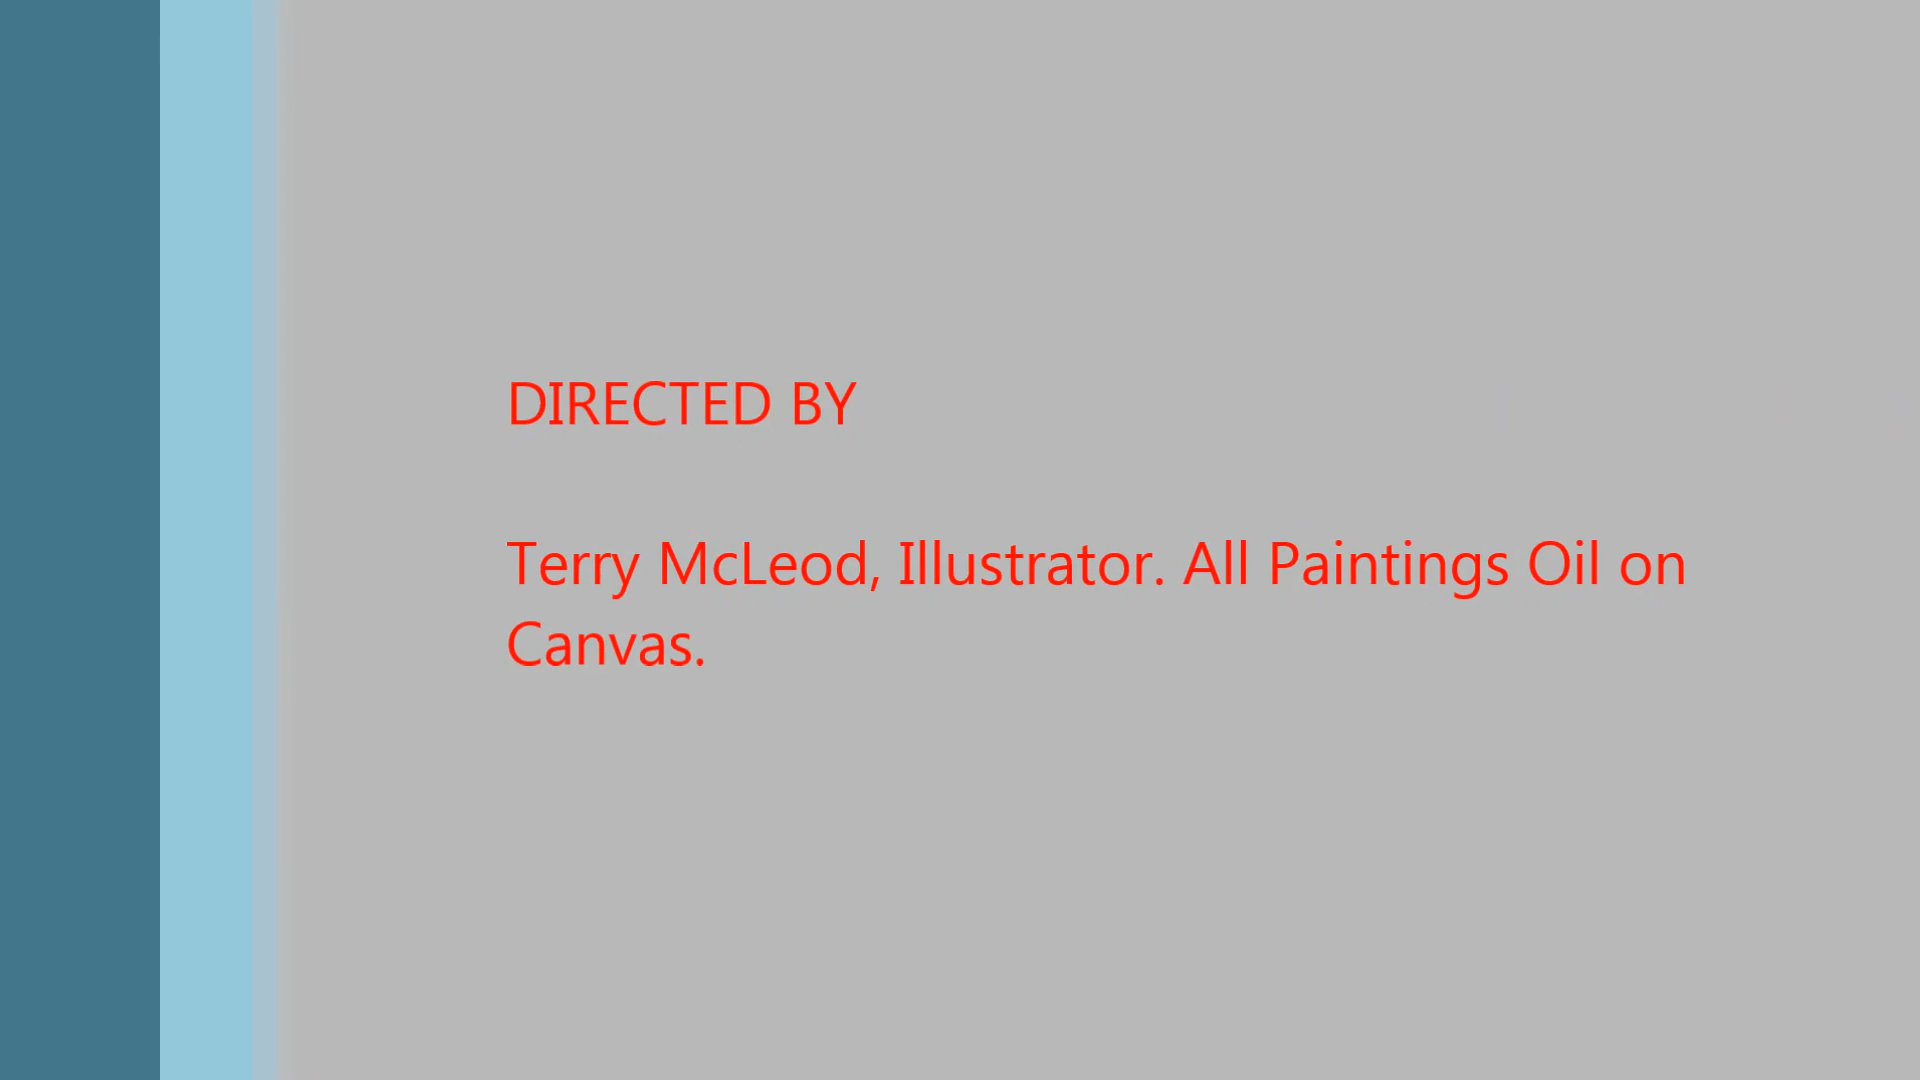 DIRECTED BY
Terry McLeod, Illustrator. All Paintings Oil on
Canvas.